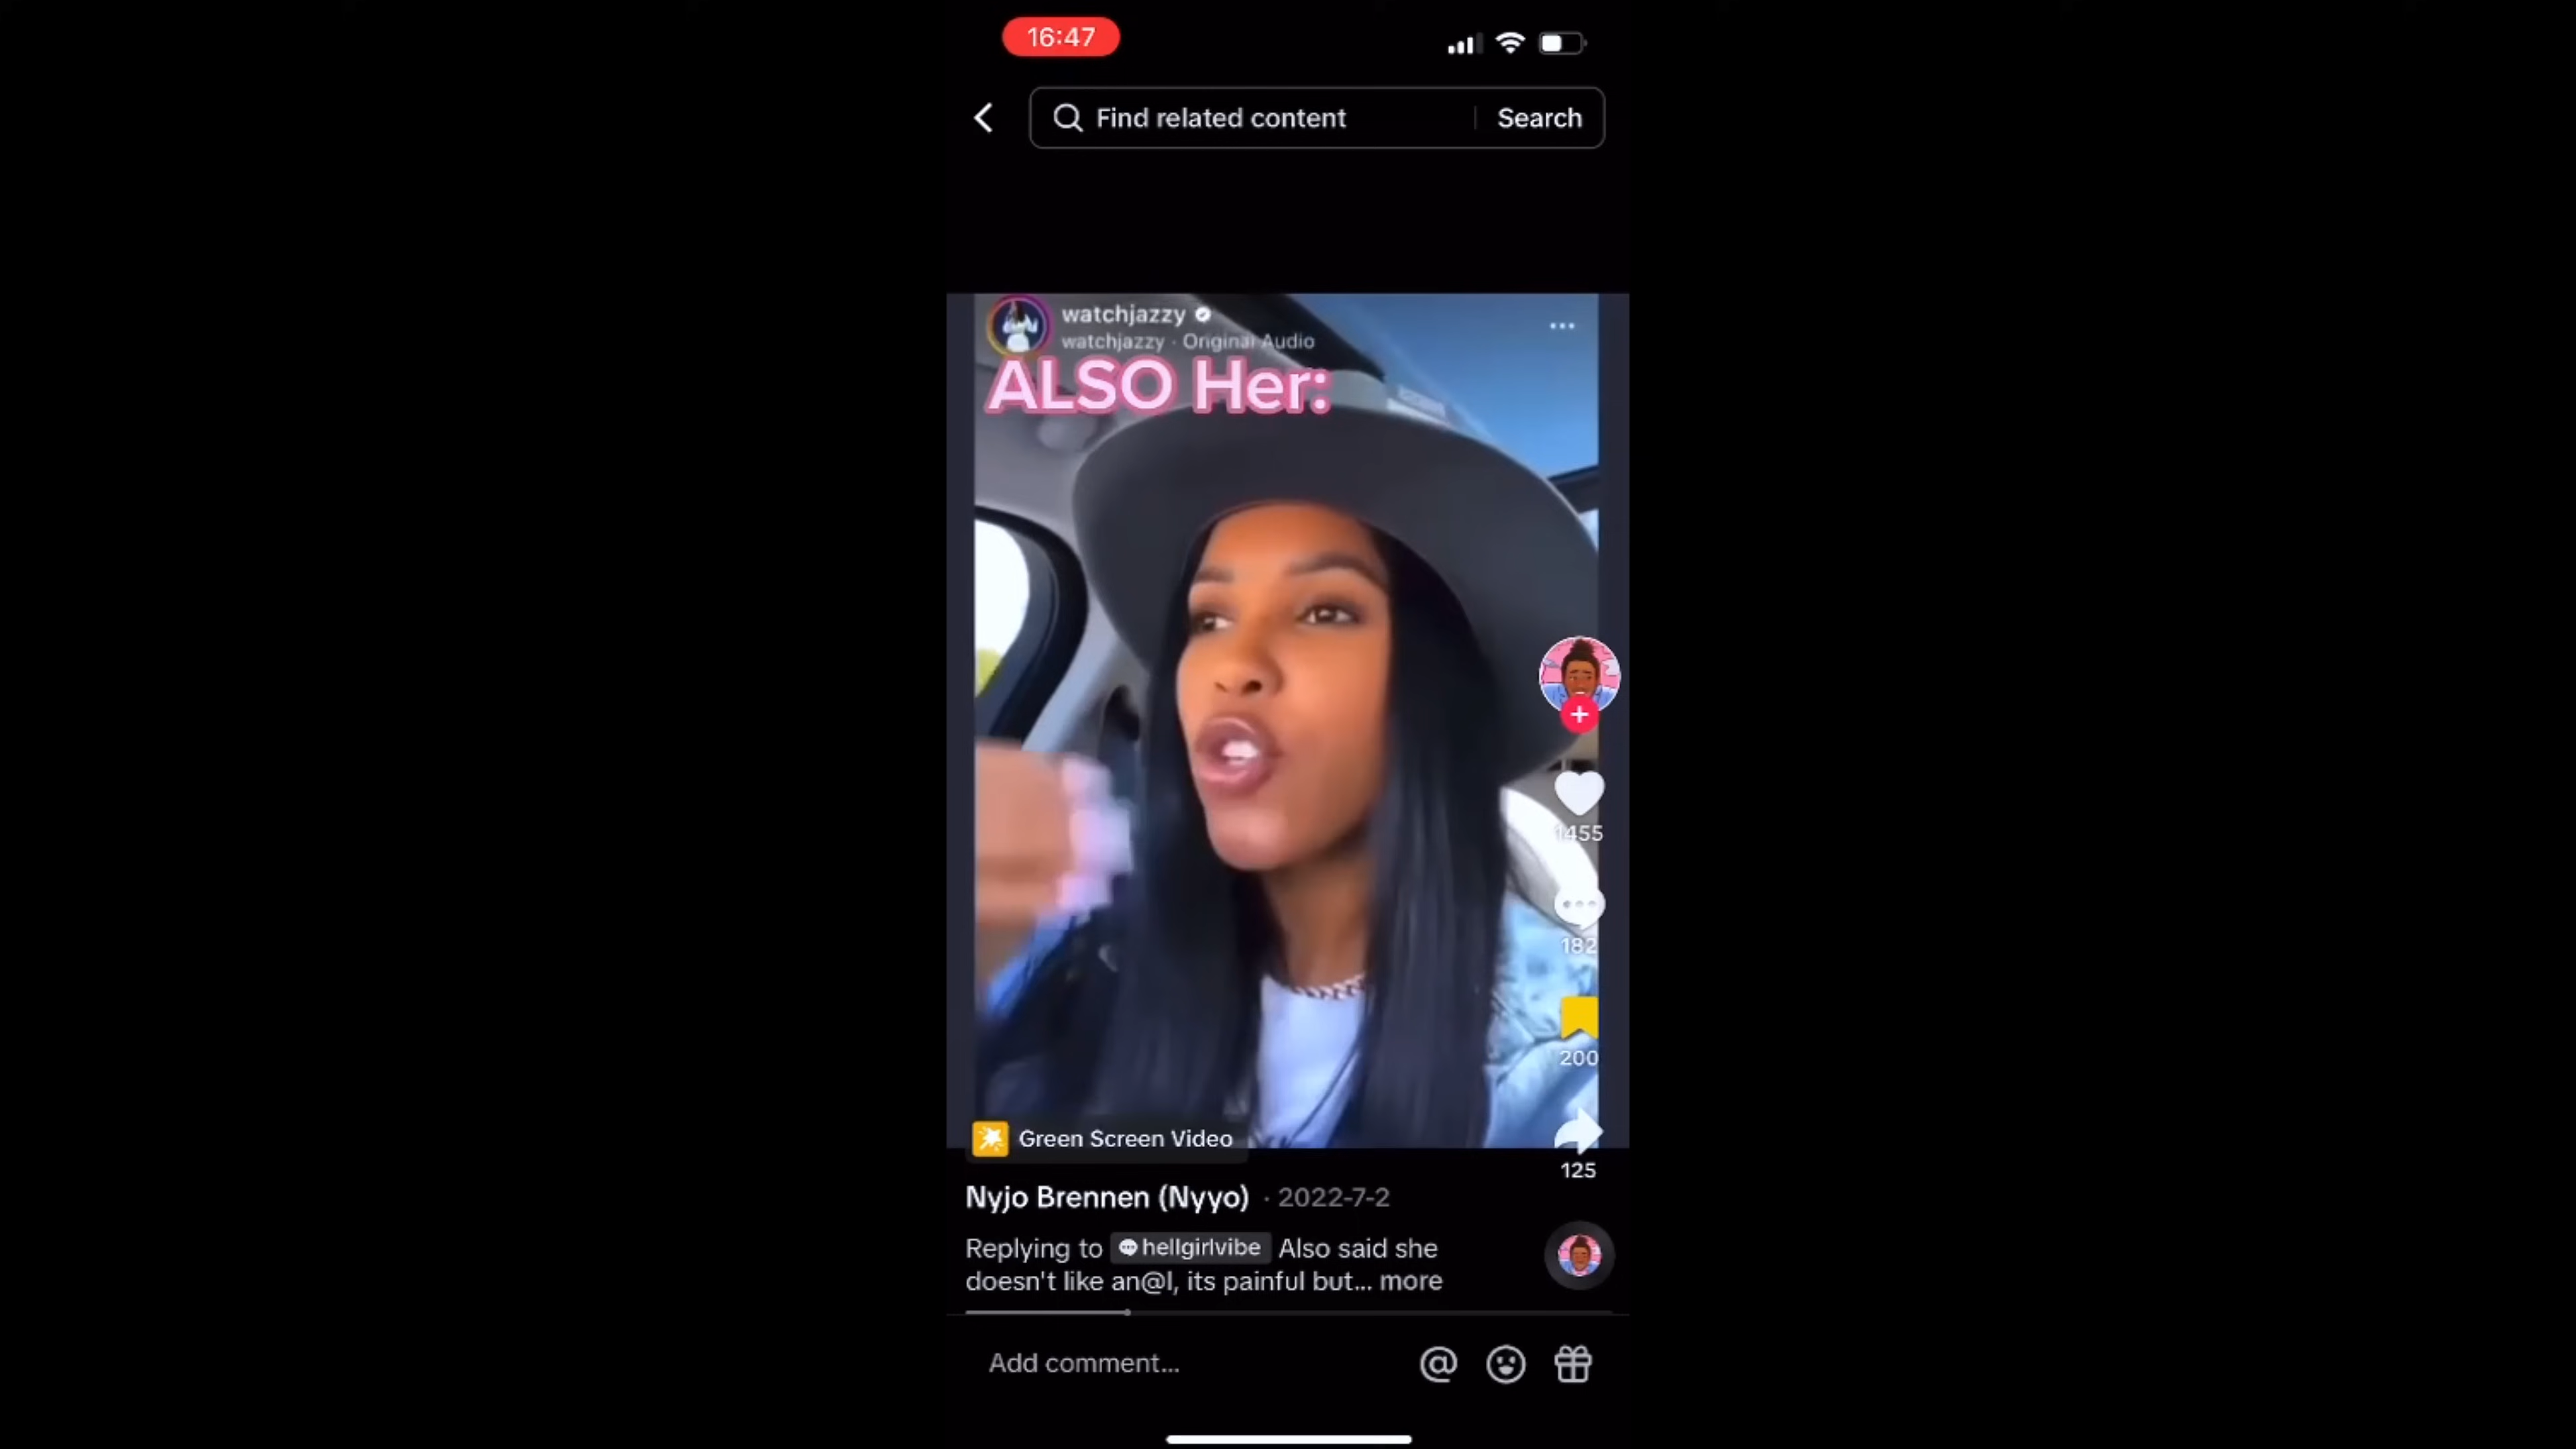 16:47
Find related content
Search
watchjazzy
watchjazzy · Original Audio
ALSO Her:
1455
182
200
125
Green Screen Video
Nyjo Brennen (Nyyo) · 2022-7-2
Replying to hellgirlvibe Also said she
doesn't like an@l, its painful but... more
Add comment...